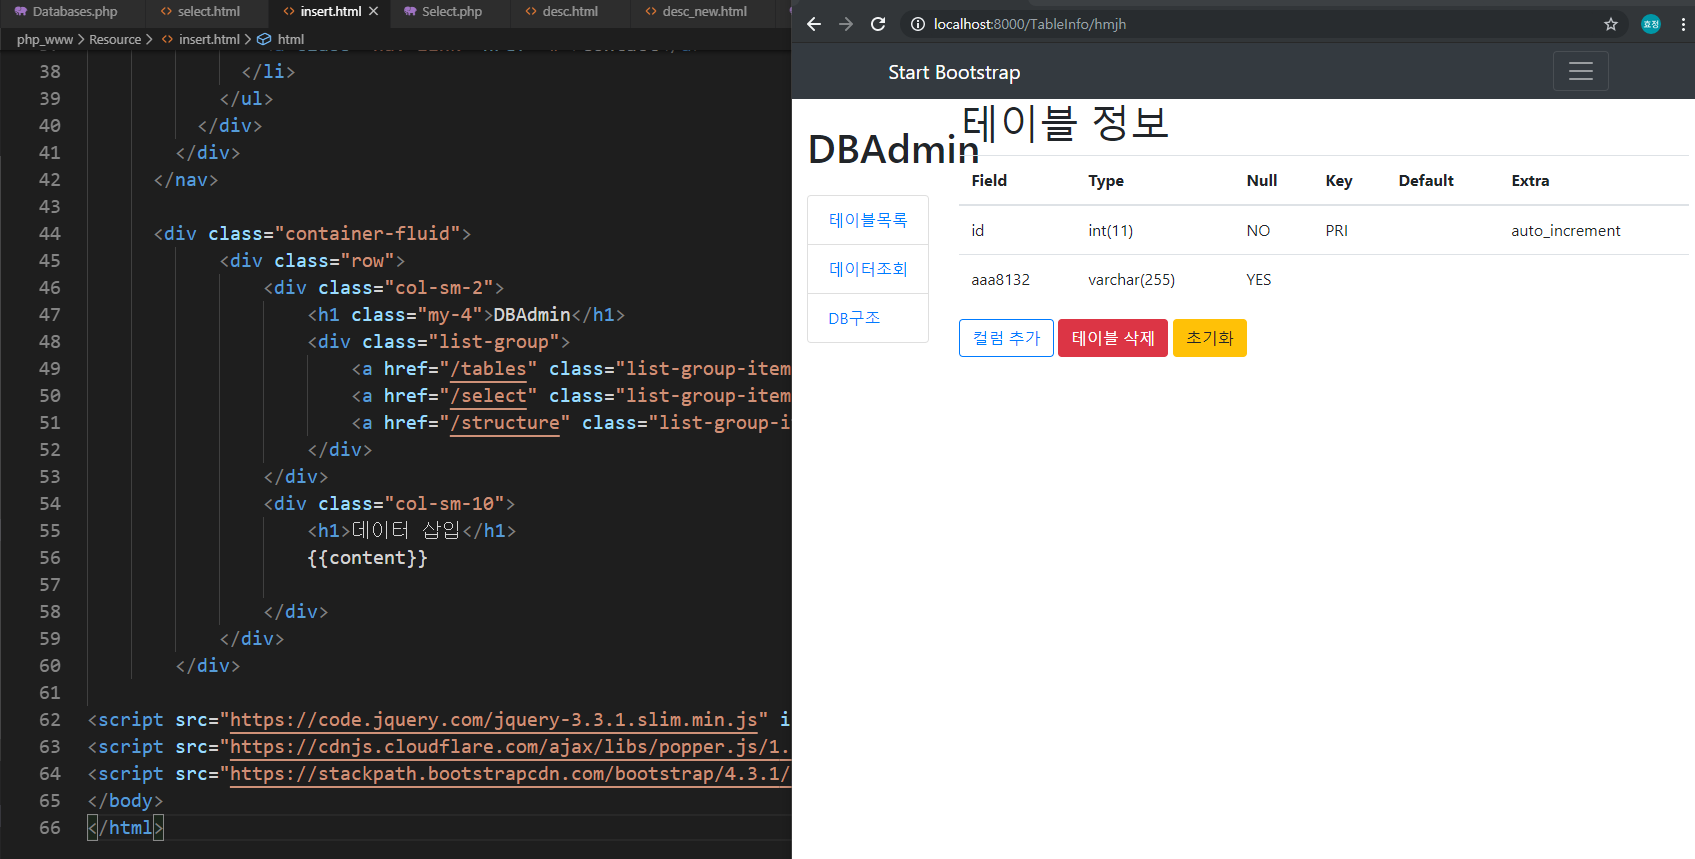 Databases.php select.html insert.html Select.php desc.html desc_new.html
php_www > Resource > insert.html > html
38 </li>
39 </ul>
40 </div>
41 </div>
42 </nav>
43
44 <div class="container-fluid">
45 <div class="row">
46 <div class="col-sm-2">
47 <h1 class="my-4">DBAdmin</h1>
48 <div class="list-group">
49 <a href="/tables" class="list-group-item
50 <a href="/select" class="list-group-item
51 <a href="/structure" class="list-group-i
52 </div>
53 </div>
54 <div class="col-sm-10">
55 <h1>데이터 삽입</h1>
56 {{content}}
57
58 </div>
59 </div>
60 </div>
61
62 <script src="https://code.jquery.com/jquery-3.3.1.slim.min.js" i
63 <script src="https://cdnjs.cloudflare.com/ajax/libs/popper.js/1.
64 <script src="https://stackpath.bootstrapcdn.com/bootstrap/4.3.1/
65 </body>
66 </html>
localhost:8000/TableInfo/hmjh
효정
Start Bootstrap
DBAdmin
테이블목록
데이터조회
DB구조
테이블 정보
Field Type Null Key Default Extra
id int(11) NO PRI auto_increment
aaa8132 varchar(255) YES
컬럼 추가 테이블 삭제 초기화